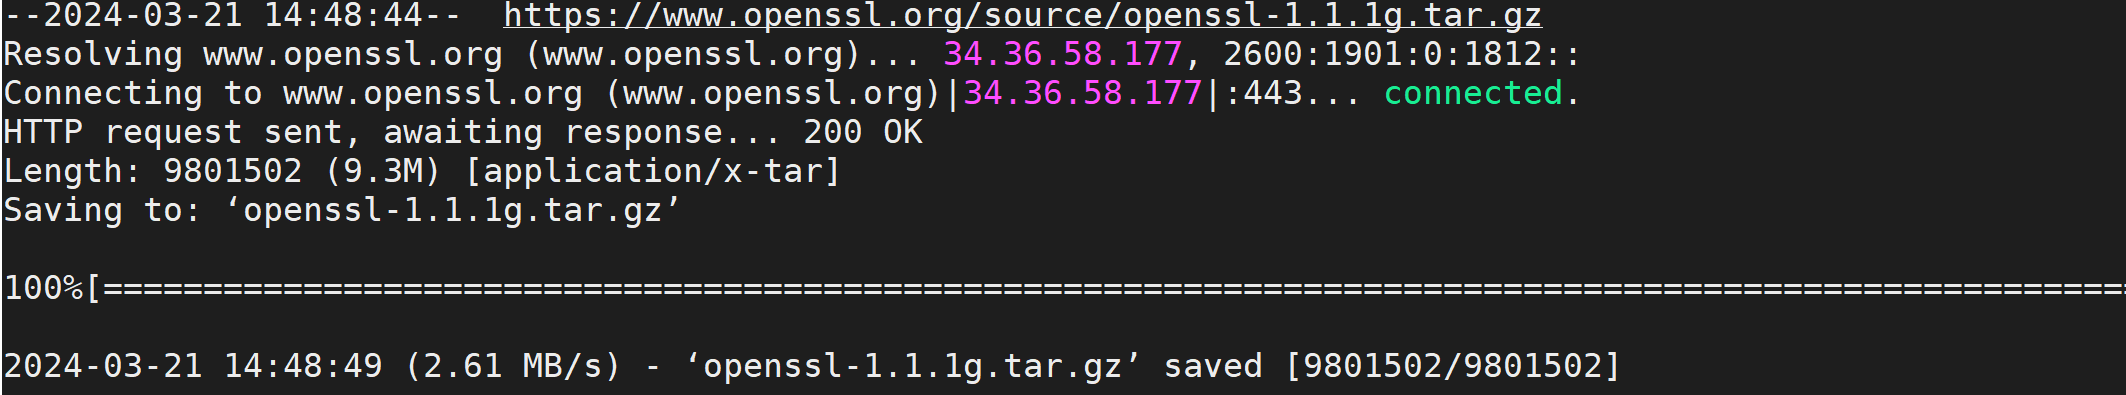 --2024-03-21 14:48:44--  https://www.openssl.org/source/openssl-1.1.1g.tar.gz
Resolving www.openssl.org (www.openssl.org)... 34.36.58.177, 2600:1901:0:1812::
Connecting to www.openssl.org (www.openssl.org)|34.36.58.177|:443... connected.
HTTP request sent, awaiting response... 200 OK
Length: 9801502 (9.3M) [application/x-tar]
Saving to: ‘openssl-1.1.1g.tar.gz’
100%[=====================================================================================================
2024-03-21 14:48:49 (2.61 MB/s) - ‘openssl-1.1.1g.tar.gz’ saved [9801502/9801502]